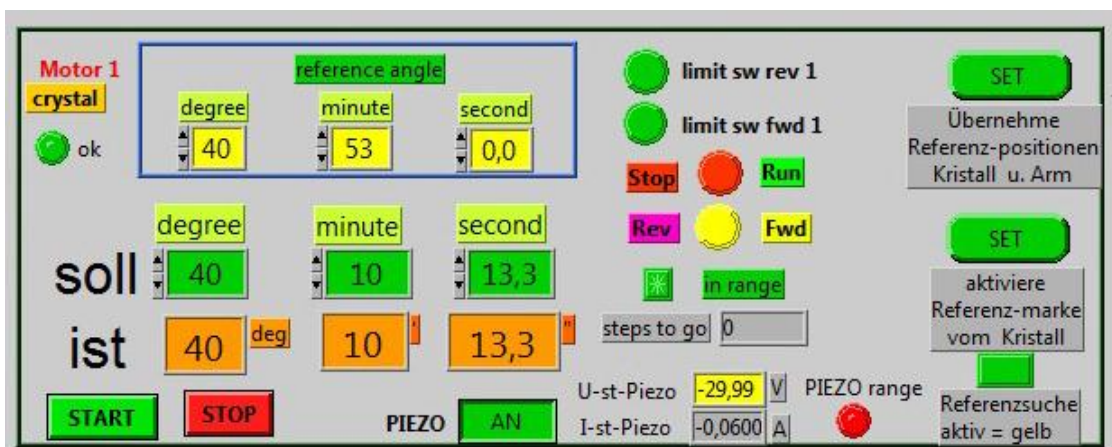 Motor 1
crystal
ok
reference angle
degree minute second
40 53 0,0
degree minute second
soll 40 10 13,3
ist 40 deg 10 ' 13,3 "
START STOP
PIEZO AN
limit sw rev 1
limit sw fwd 1
Stop Run
Rev Fwd
in range
steps to go 0
U-st-Piezo -29,99 V
I-st-Piezo -0,0600 A
PIEZO range
SET
Übernehme
Referenz-positionen
Kristall u. Arm
SET
aktiviere
Referenz-marke
vom Kristall
Referenzsuche
aktiv = gelb